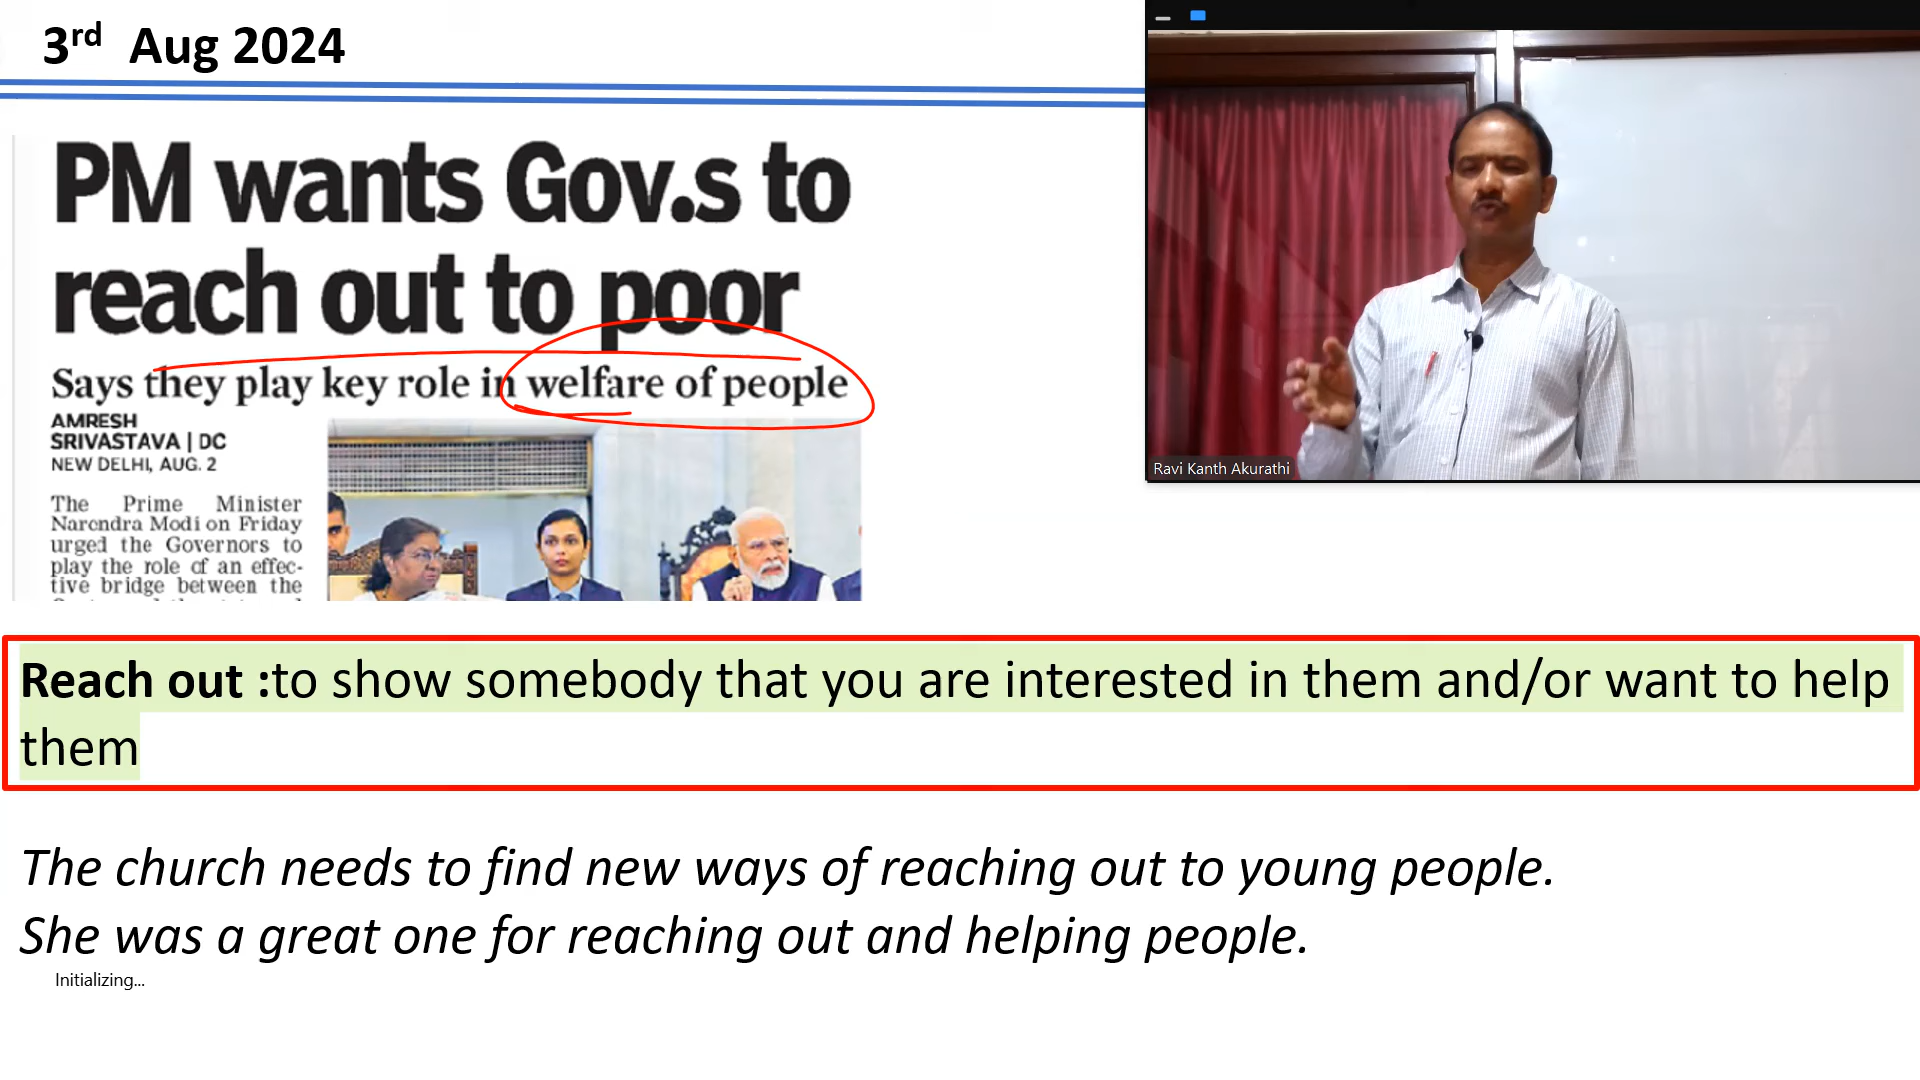 3rd Aug 2024
PM wants Gov.s to
reach out to poor
Says they play key role in welfare of people
AMRESH
SRIVASTAVA | DC
NEW DELHI, AUG. 2
The Prime Minister
Narendra Modi on Friday
urged the Governors to
play the role of an effec-
tive bridge between the
Ravi Kanth Akurathi
Reach out :to show somebody that you are interested in them and/or want to help
them
The church needs to find new ways of reaching out to young people.
She was a great one for reaching out and helping people.
Initializing...